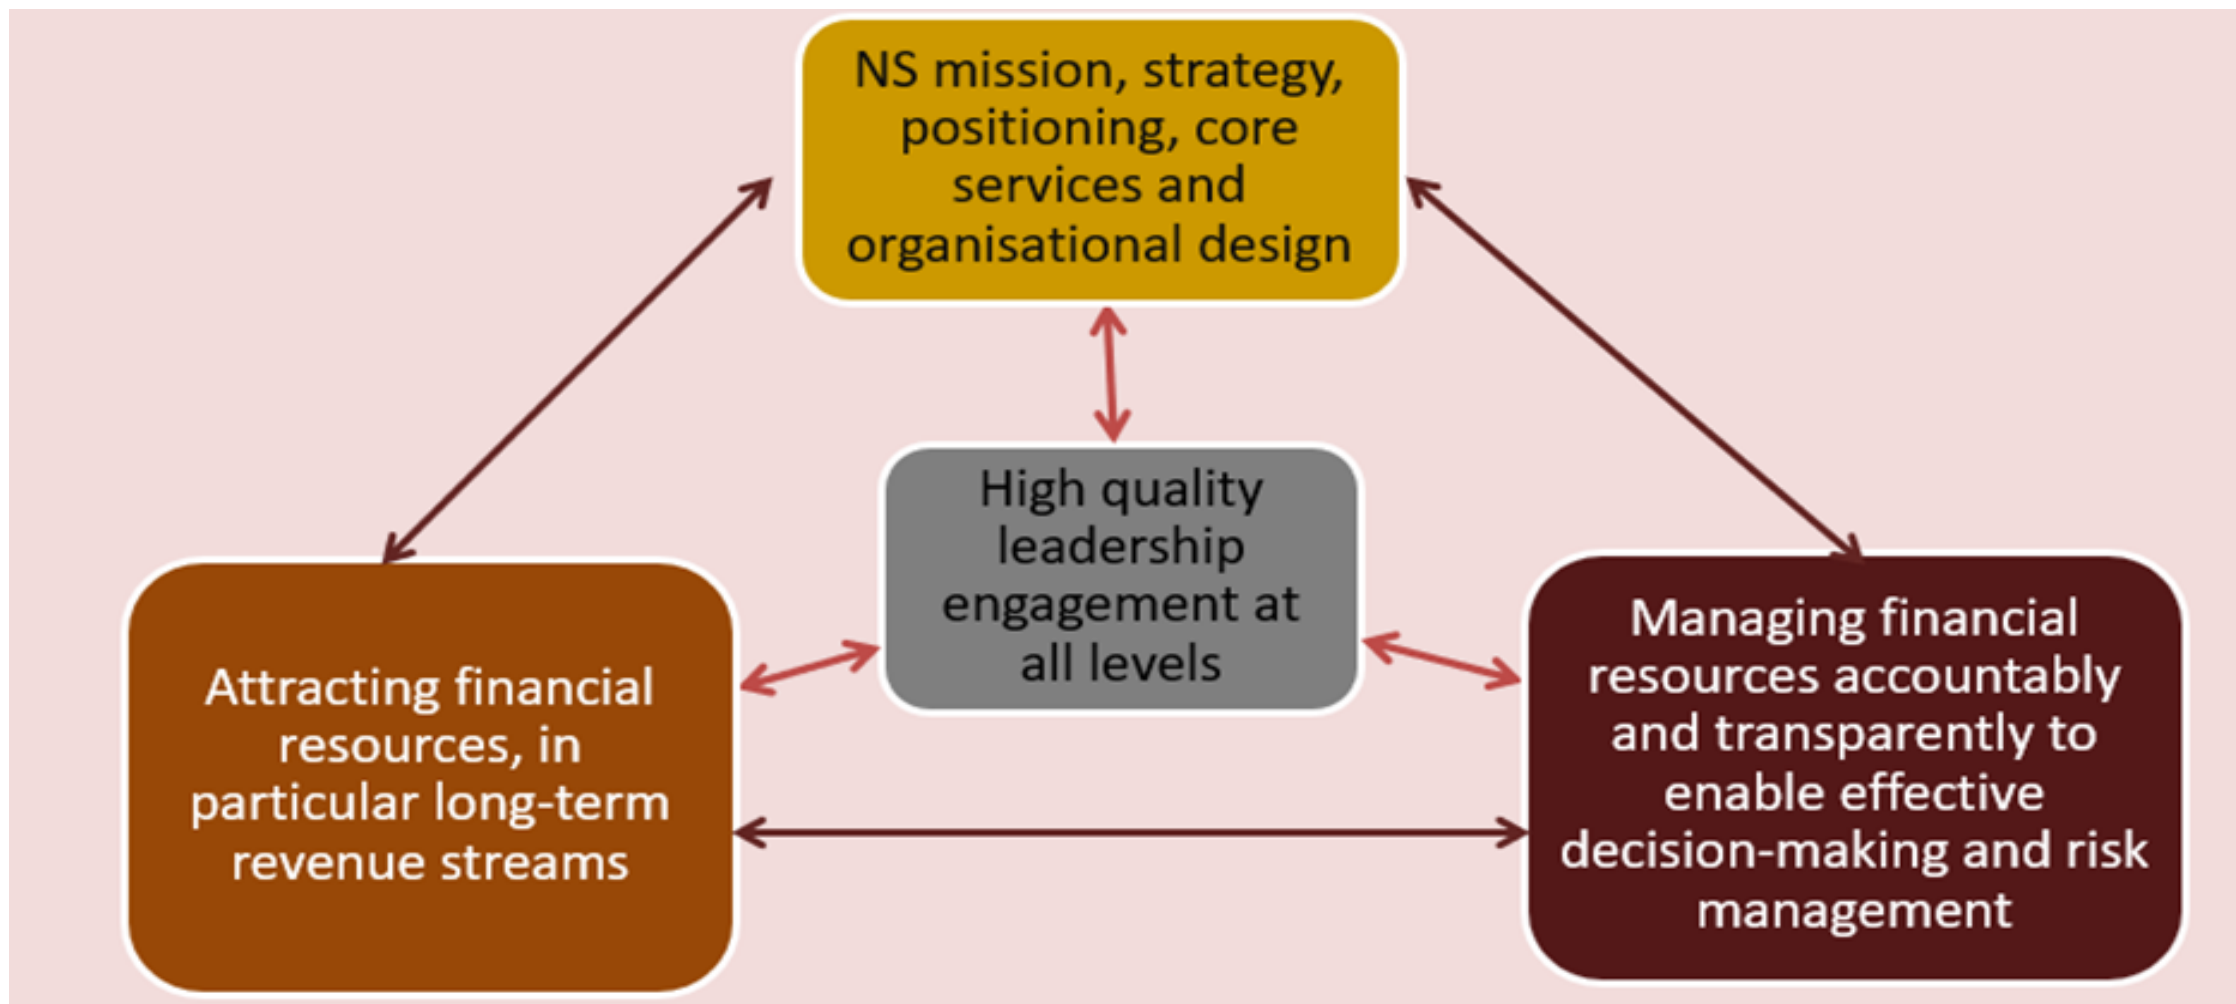 NS mission, strategy,
positioning, core
services and
organisational design
High quality
leadership
engagement at
all levels
Attracting financial
resources, in
particular long-term
revenue streams
Managing financial
resources accountably
and transparently to
enable effective
decision-making and risk
management